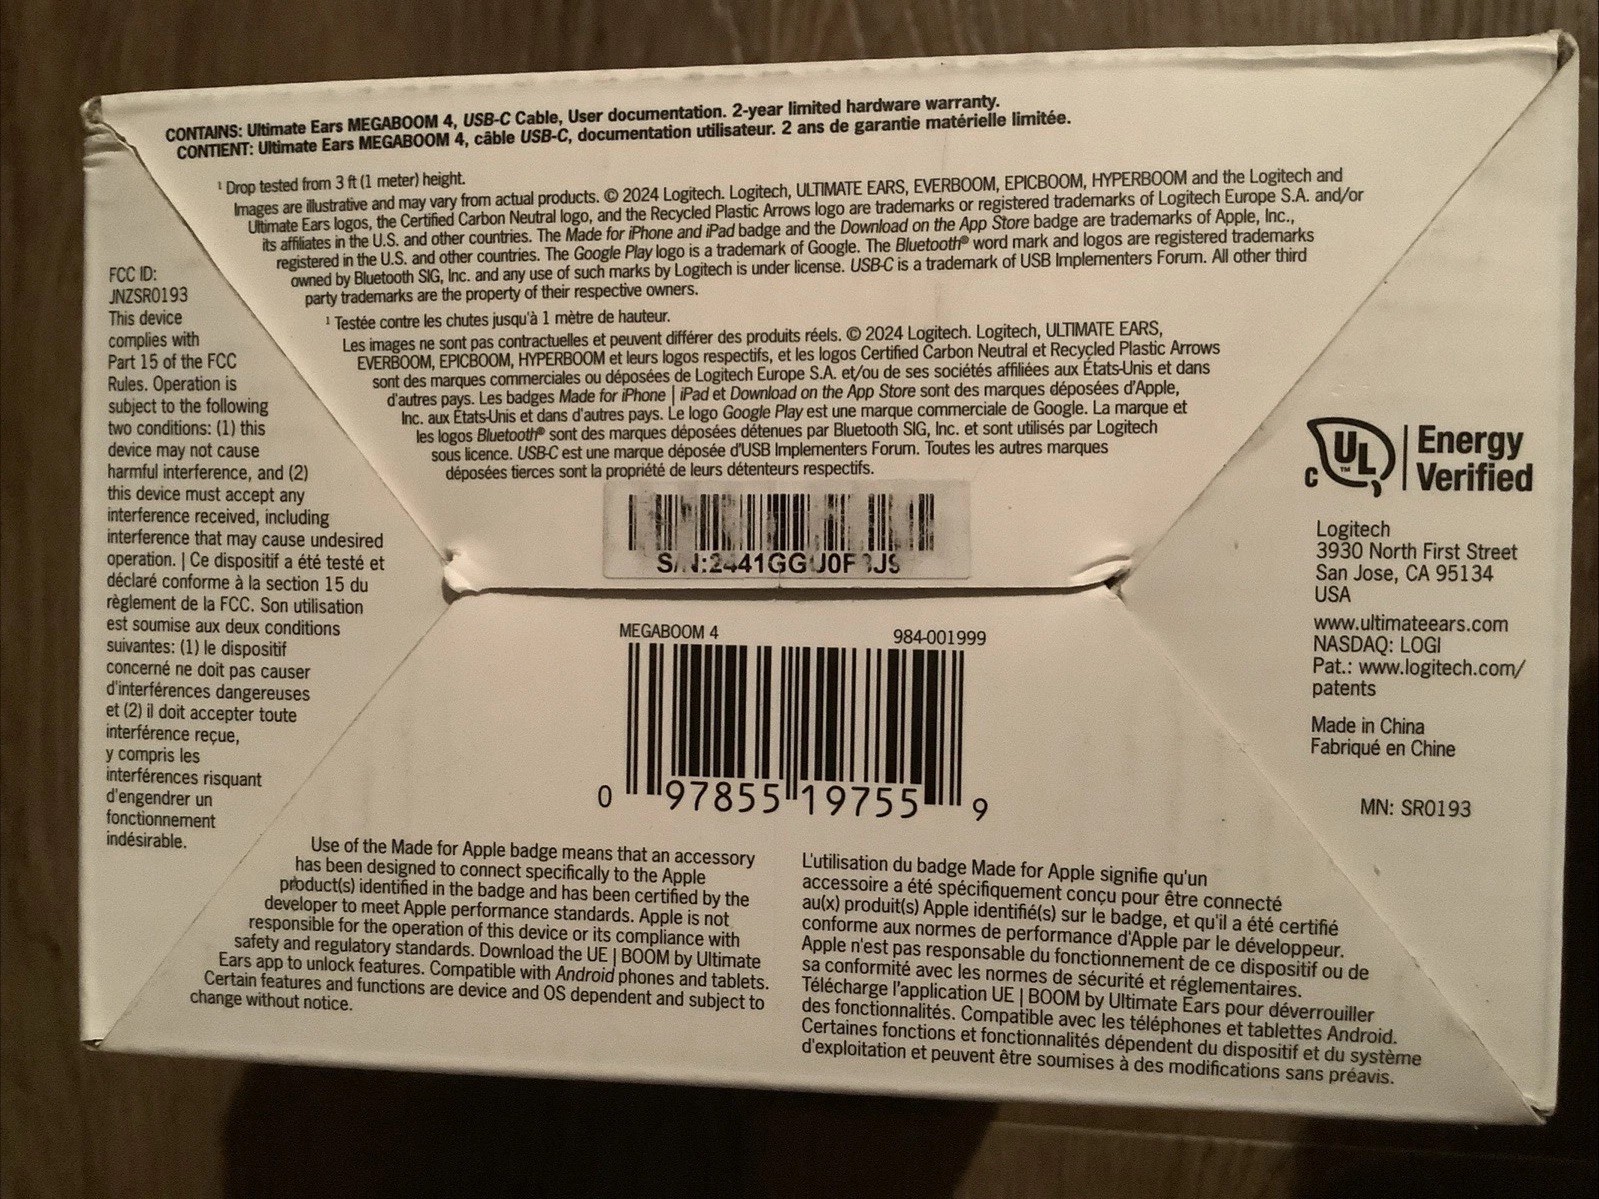 CONTAINS: Ultimate Ears MEGABOOM 4, USB-C Cable, User documentation. 2-year limited hardware warranty.
CONTIENT: Ultimate Ears MEGABOOM 4, câble USB-C, documentation utilisateur. 2 ans de garantie matérielle limitée.
¹ Drop tested from 3 ft (1 meter) height.
Images are illustrative and may vary from actual products. © 2024 Logitech. Logitech, ULTIMATE EARS, EVERBOOM, EPICBOOM, HYPERBOOM and the Logitech and
Ultimate Ears logos, the Certified Carbon Neutral logo, and the Recycled Plastic Arrows logo are trademarks or registered trademarks of Logitech Europe S.A. and/or
its affiliates in the U.S. and other countries. The Made for iPhone and iPad badge and the Download on the App Store badge are trademarks of Apple, Inc.,
registered in the U.S. and other countries. The Google Play logo is a trademark of Google. The Bluetooth® word mark and logos are registered trademarks
owned by Bluetooth SIG, Inc. and any use of such marks by Logitech is under license. USB-C is a trademark of USB Implementers Forum. All other third
party trademarks are the property of their respective owners.
¹ Testée contre les chutes jusqu'à 1 mètre de hauteur.
Les images ne sont pas contractuelles et peuvent différer des produits réels. © 2024 Logitech. Logitech, ULTIMATE EARS,
EVERBOOM, EPICBOOM, HYPERBOOM et leurs logos respectifs, et les logos Certified Carbon Neutral et Recycled Plastic Arrows
sont des marques commerciales ou déposées de Logitech Europe S.A. et/ou de ses sociétés affiliées aux États-Unis et dans
d'autres pays. Les badges Made for iPhone | iPad et Download on the App Store sont des marques déposées d'Apple,
Inc. aux États-Unis et dans d'autres pays. Le logo Google Play est une marque commerciale de Google. La marque et
les logos Bluetooth® sont des marques déposées détenues par Bluetooth SIG, Inc. et sont utilisés par Logitech
sous licence. USB-C est une marque déposée d'USB Implementers Forum. Toutes les autres marques
déposées tierces sont la propriété de leurs détenteurs respectifs.
FCC ID:
JNZSR0193
This device
complies with
Part 15 of the FCC
Rules. Operation is
subject to the following
two conditions: (1) this
device may not cause
harmful interference, and (2)
this device must accept any
interference received, including
interference that may cause undesired
operation. | Ce dispositif a été testé et
déclaré conforme à la section 15 du
règlement de la FCC. Son utilisation
est soumise aux deux conditions
suivantes: (1) le dispositif
concerné ne doit pas causer
d'interférences dangereuses
et (2) il doit accepter toute
interférence reçue,
y compris les
interférences risquant
d'engendrer un
fonctionnement
indésirable.
MEGABOOM 4 984-001999
0 97855 19755 9
C UL TM Energy
Verified
Logitech
3930 North First Street
San Jose, CA 95134
USA
www.ultimateears.com
NASDAQ: LOGI
Pat.: www.logitech.com/
patents
Made in China
Fabriqué en Chine
MN: SR0193
Use of the Made for Apple badge means that an accessory
has been designed to connect specifically to the Apple
product(s) identified in the badge and has been certified by the
developer to meet Apple performance standards. Apple is not
responsible for the operation of this device or its compliance with
safety and regulatory standards. Download the UE | BOOM by Ultimate
Ears app to unlock features. Compatible with Android phones and tablets.
Certain features and functions are device and OS dependent and subject to
change without notice.
L'utilisation du badge Made for Apple signifie qu'un
accessoire a été spécifiquement conçu pour être connecté
au(x) produit(s) Apple identifié(s) sur le badge, et qu'il a été certifié
conforme aux normes de performance d'Apple par le développeur.
Apple n'est pas responsable du fonctionnement de ce dispositif ou de
sa conformité avec les normes de sécurité et réglementaires.
Télécharge l'application UE | BOOM by Ultimate Ears pour déverrouiller
des fonctionnalités. Compatible avec les téléphones et tablettes Android.
Certaines fonctions et fonctionnalités dépendent du dispositif et du système
d'exploitation et peuvent être soumises à des modifications sans préavis.